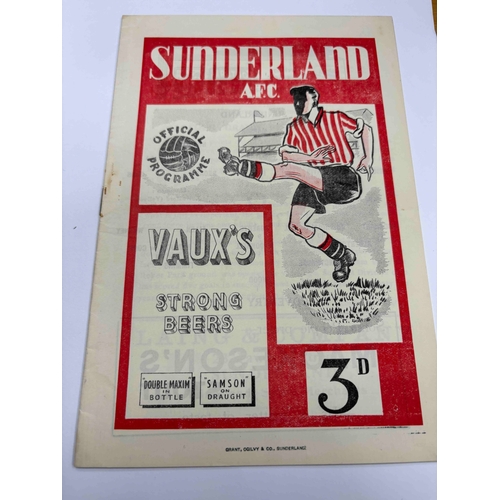 SUNDERLAND
A.F.C.
OFFICIAL
PROGRAMME
VAUX'S
STRONG
BEERS
"DOUBLE MAXIM"
IN
BOTTLE
"SAMSON"
ON
DRAUGHT
3D
GRANT, OGILVY & CO., SUNDERLAND